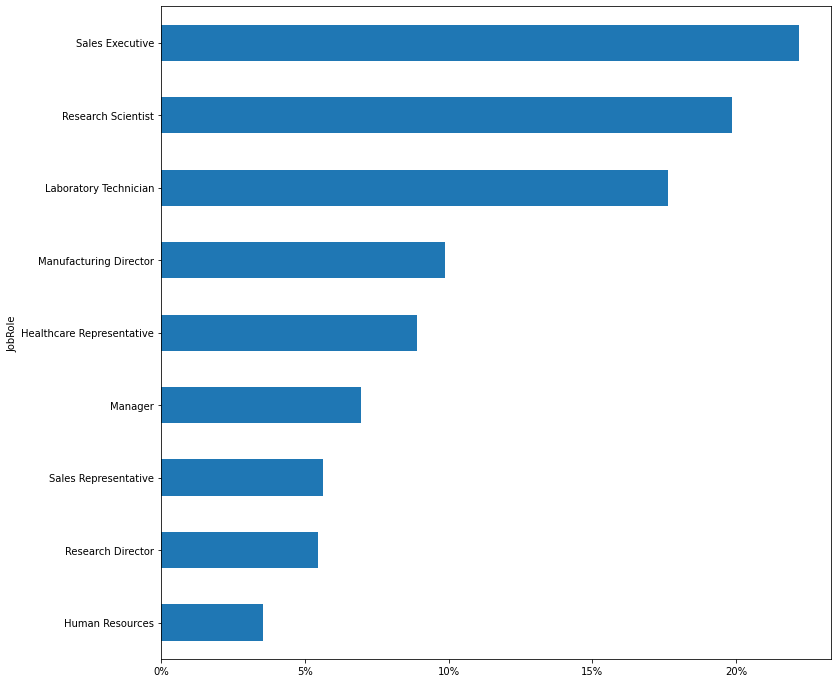 Sales Executive
Research Scientist
Laboratory Technician
Manufacturing Director
Healthcare Representative
JobRole
Manager
Sales Representative
Research Director
Human Resources
0%
5%
10%
15%
20%